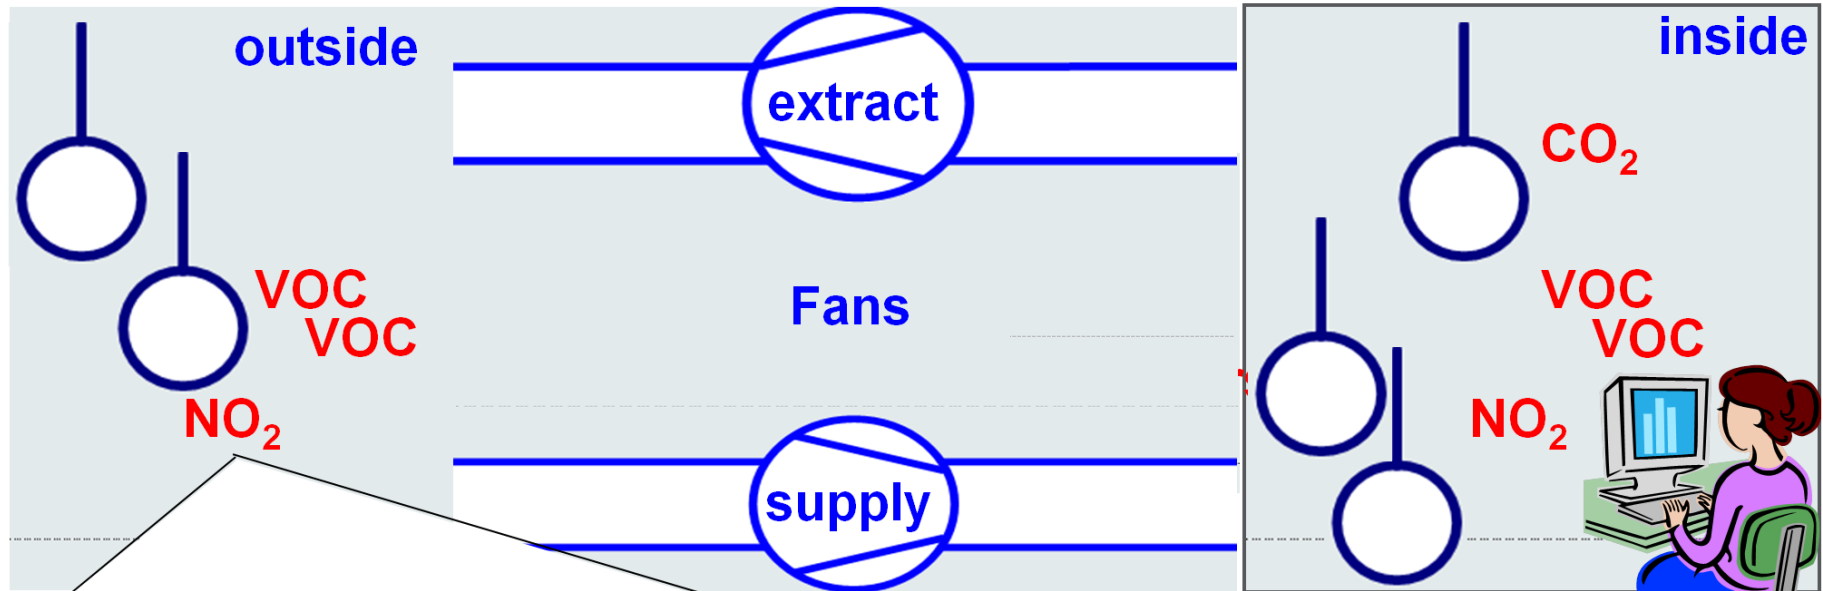 outside
VOC
VOC
NO₂
extract
Fans
supply
inside
CO₂
VOC
VOC
NO₂